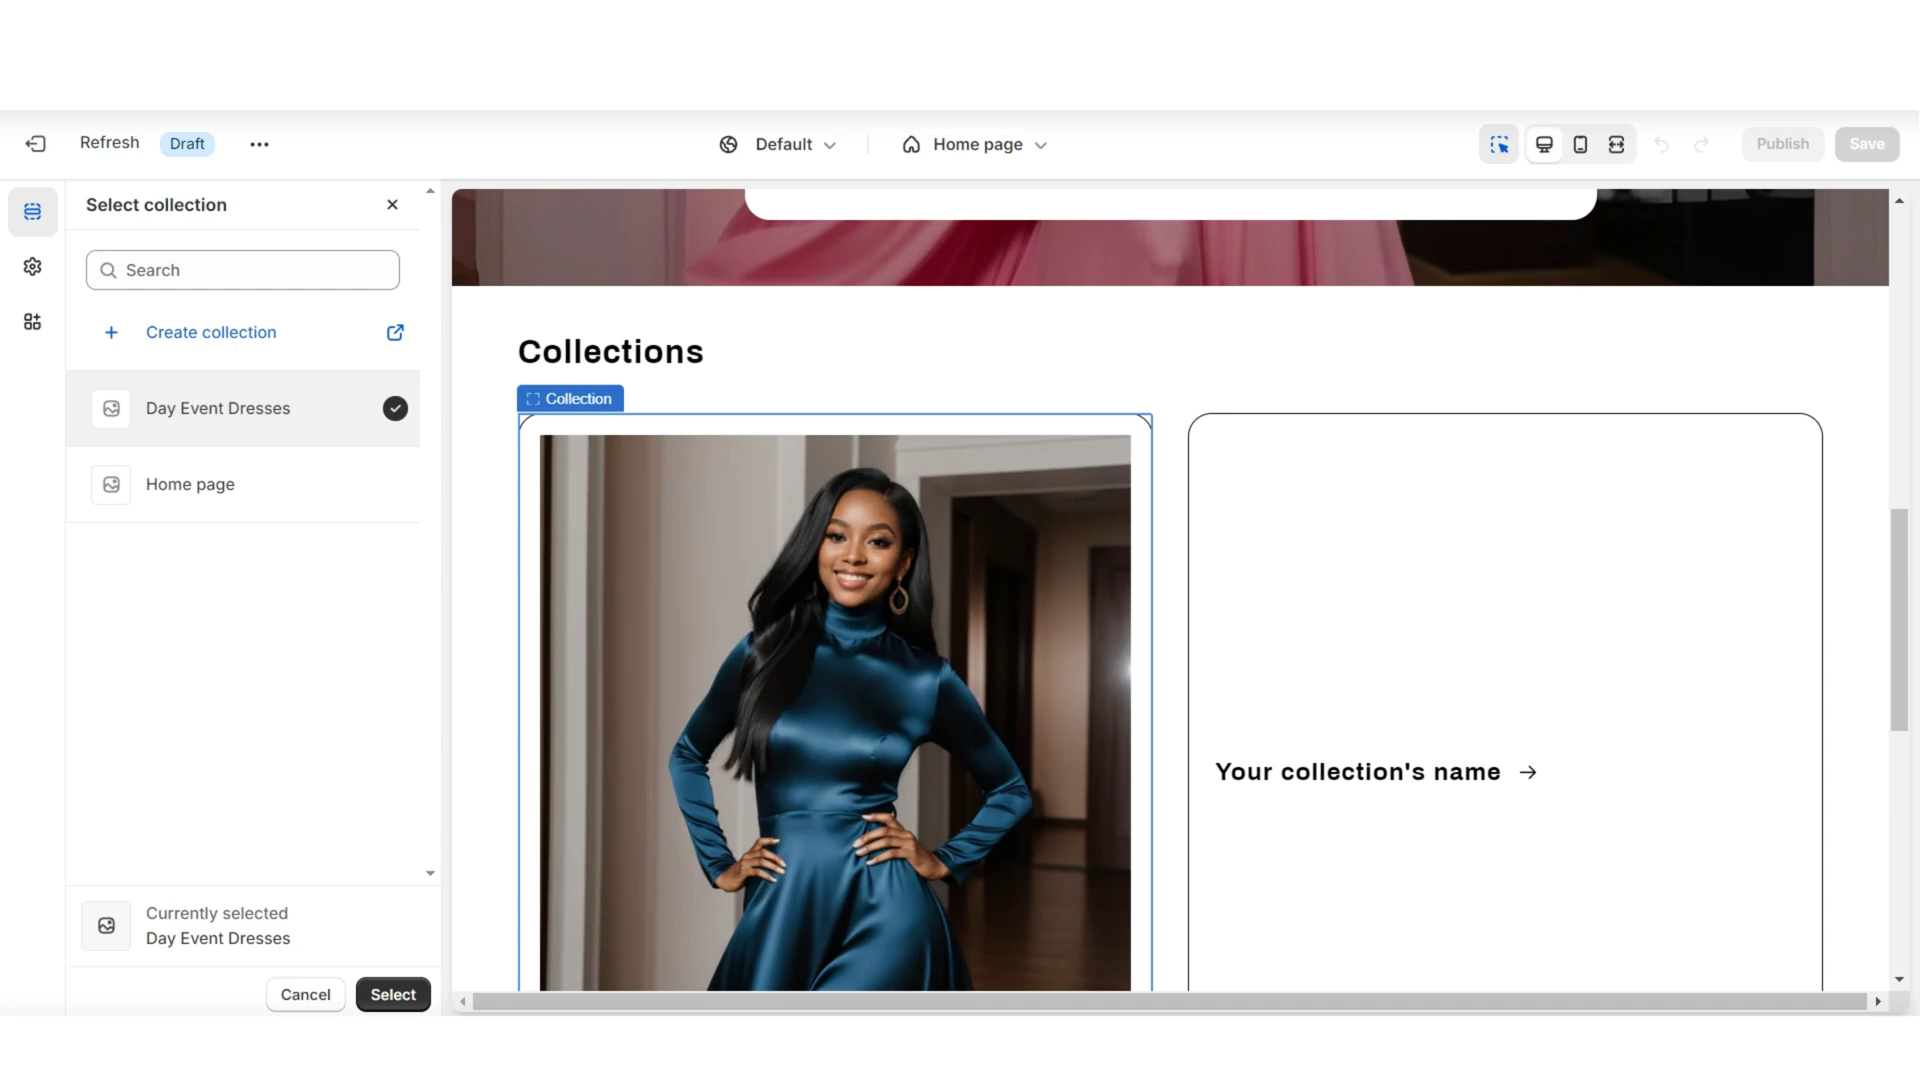 Refresh
Draft
Default
Home page
Publish
Save
Select collection
Search
Create collection
Day Event Dresses
Home page
Currently selected
Day Event Dresses
Cancel
Select
Collections
Collection
Your collection's name →